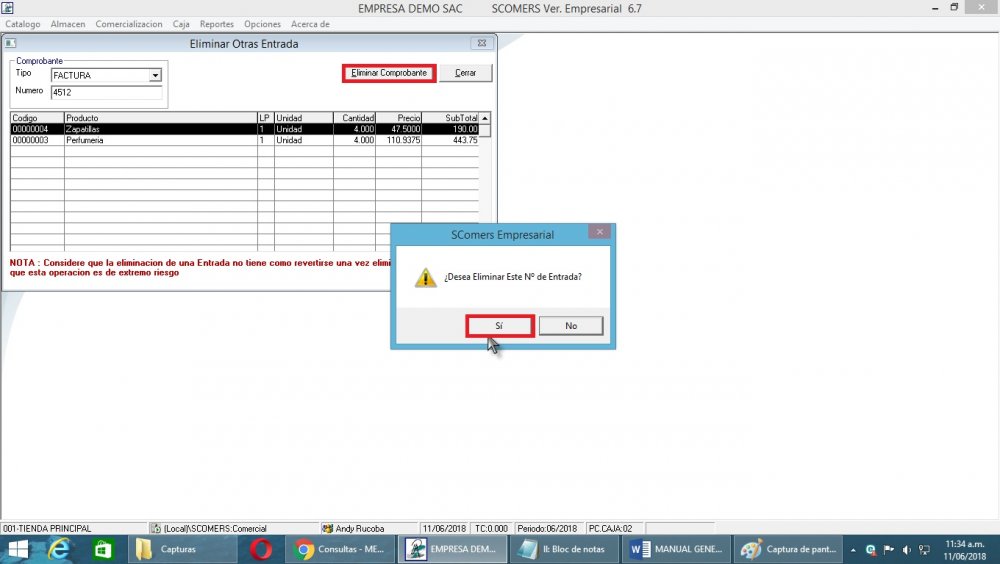 EMPRESA DEMO SAC SCOMERS Ver. Empresarial 6.7
Catalogo Almacen Comercializacion Caja Reportes Opciones Acerca de
Eliminar Otras Entrada
Comprobante
Tipo FACTURA
Eliminar Comprobante Cerrar
Numero 4512
Codigo Producto LP Unidad Cantidad Precio SubTotal
00000004 Zapatillas 1 Unidad 4.000 47.5000 190.00
00000003 Perfumeria 1 Unidad 4.000 110.9375 443.75
SComers Empresarial
NOTA : Considere que la eliminacion de una Entrada no tiene como revertirse una vez elimi
que esta operacion es de extremo riesgo
¿Desea Eliminar Este Nº de Entrada?
Sí No
001-TIENDA PRINCIPAL (Local)\SCOMERS:Comercial Andy Rucoba 11/06/2018 TC:0.000 Periodo:06/2018 PC.CAJA:02
Capturas Consultas - ME... EMPRESA DEM... Bloc de notas MANUAL GENE... Captura de pant...
11:34 a.m.
11/06/2018